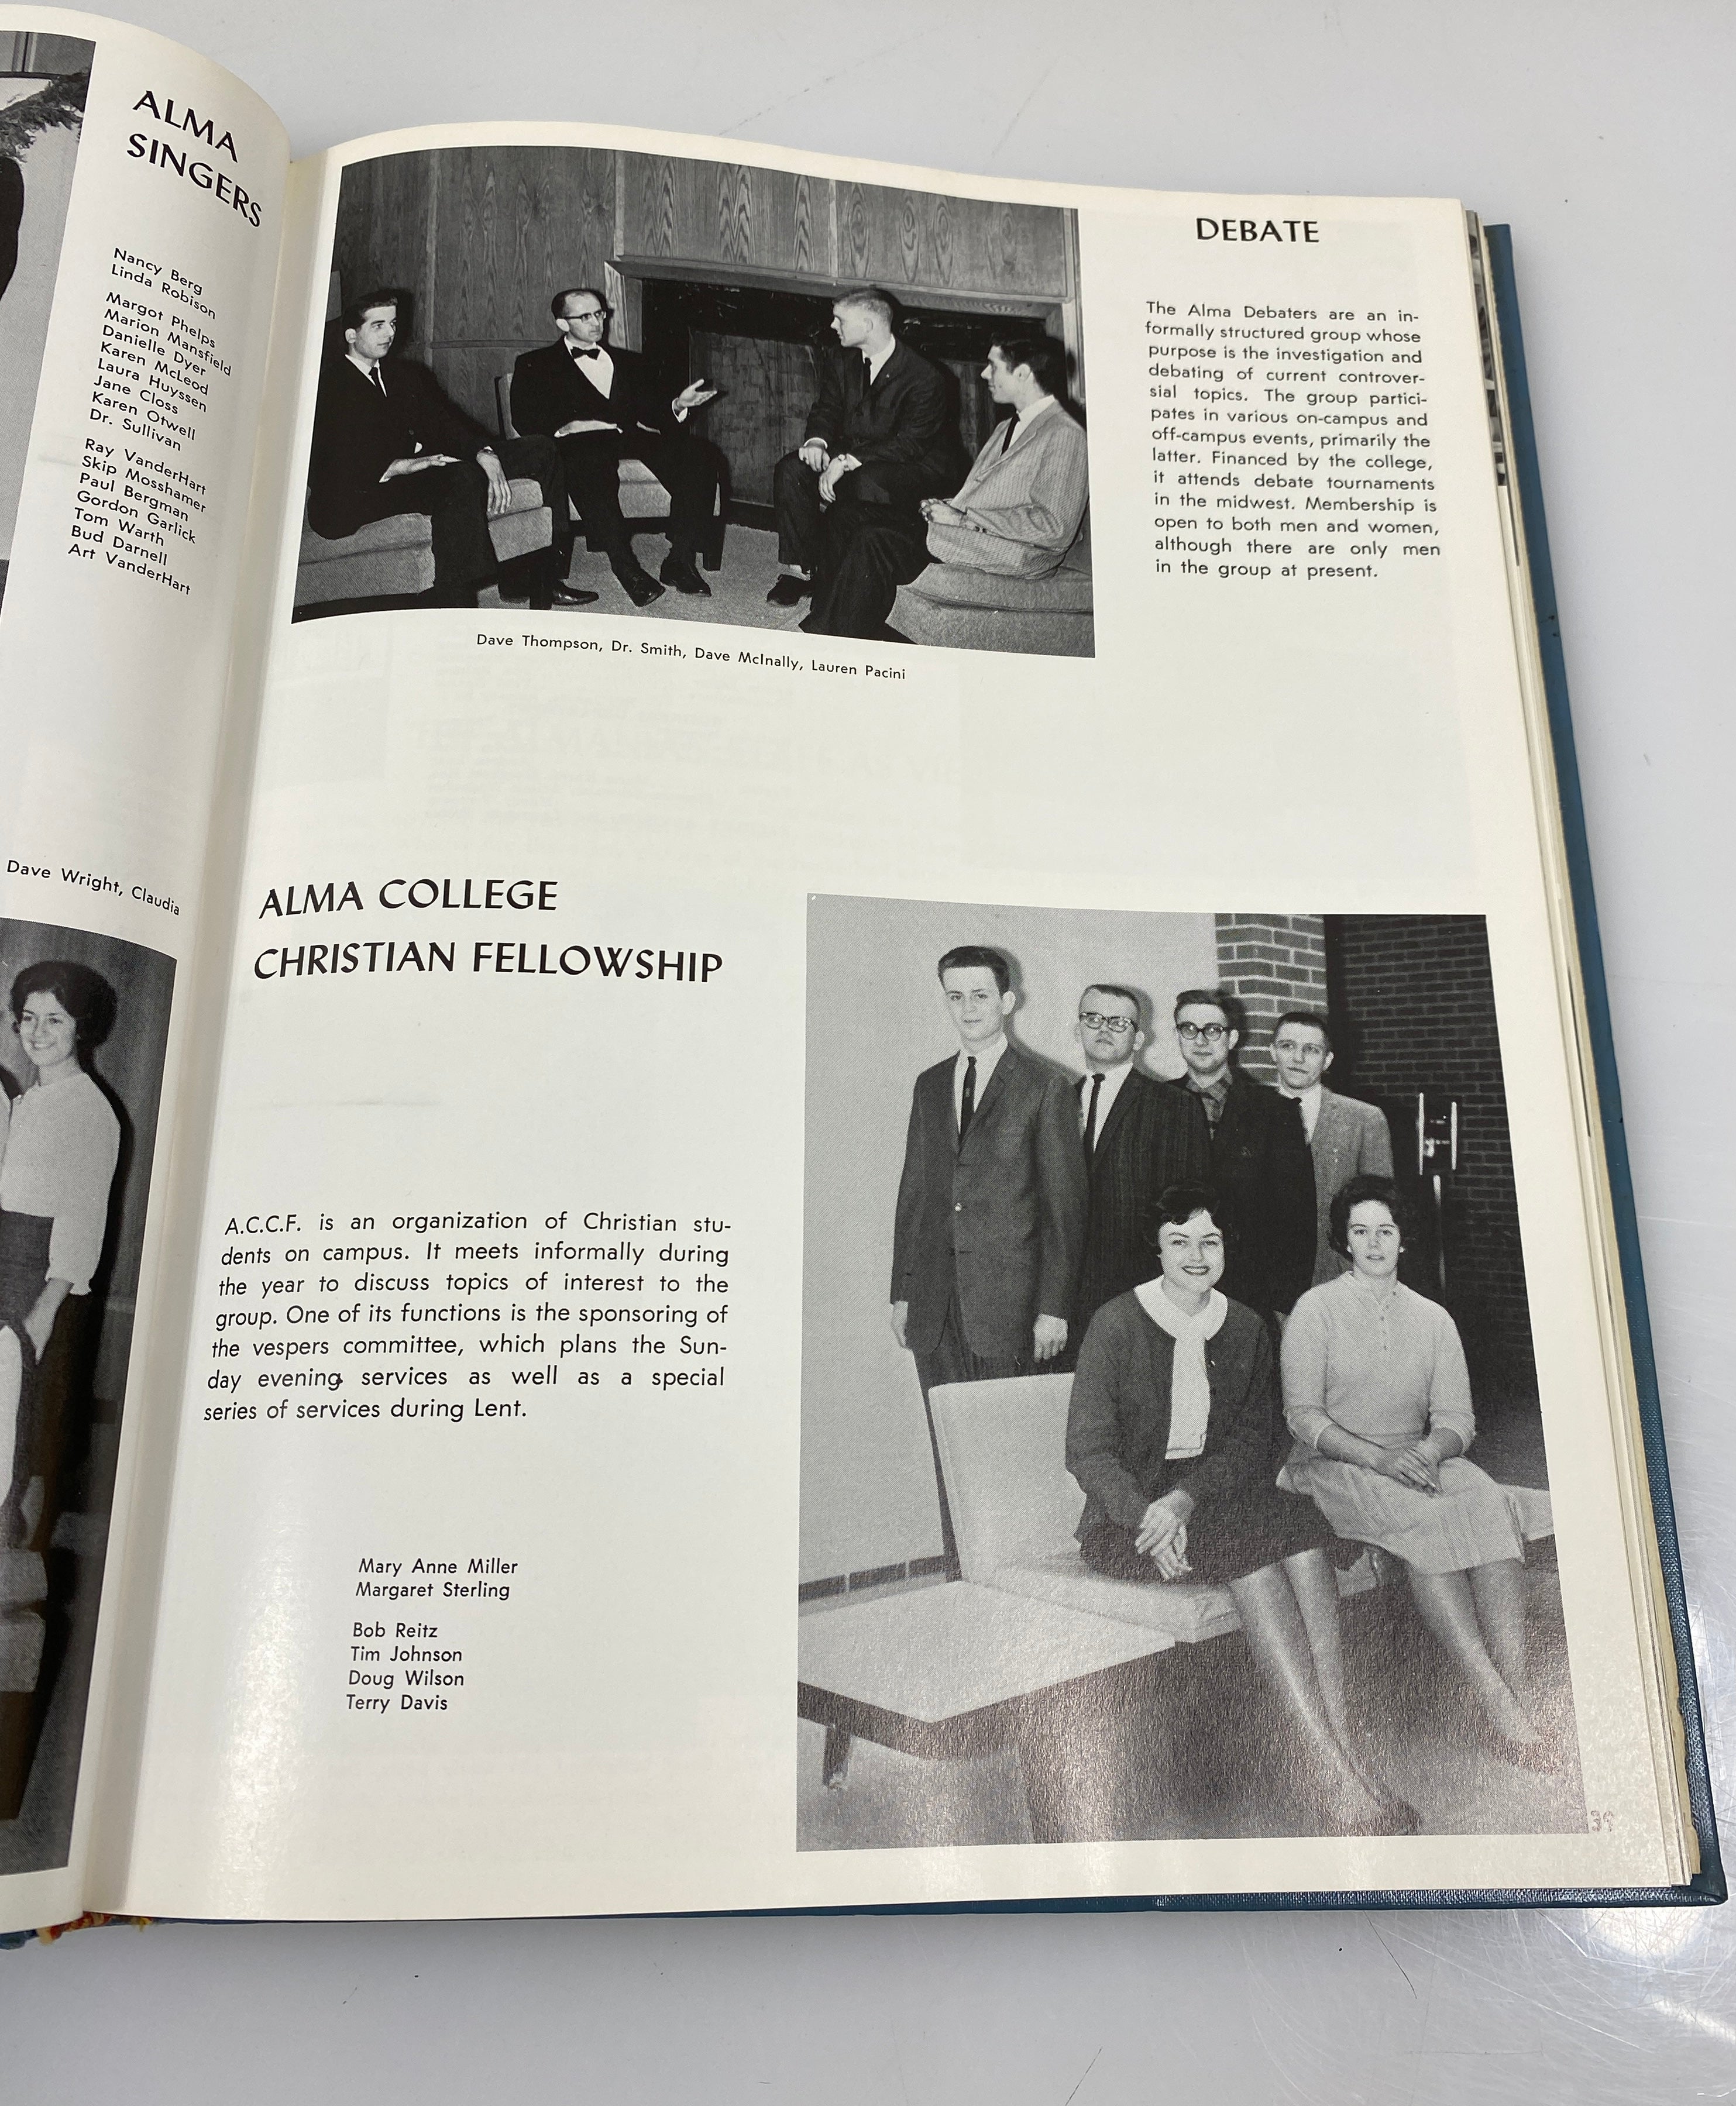 ALMA
SINGERS
Nancy Berg
Linda Robison
Margot Phelps
Marion Mansfield
Danielle Dyer
Karen McLeod
Laura Huyssen
Jane Closs
Karen Otwell
Dr. Sullivan
Ray VanderHart
Skip Mosshamer
Paul Bergman
Gordon Garlick
Tom Warth
Bud Darnell
Art VanderHart
Dave Wright, Claudia
DEBATE
The Alma Debaters are an in-
formally structured group whose
purpose is the investigation and
debating of current controver-
sial topics. The group partici-
pates in various on-campus and
off-campus events, primarily the
latter. Financed by the college,
it attends debate tournaments
in the midwest. Membership is
open to both men and women,
although there are only men
in the group at present.
Dave Thompson, Dr. Smith, Dave McInally, Lauren Pacini
ALMA COLLEGE
CHRISTIAN FELLOWSHIP
A.C.C.F. is an organization of Christian stu-
dents on campus. It meets informally during
the year to discuss topics of interest to the
group. One of its functions is the sponsoring of
the vespers committee, which plans the Sun-
day evening services as well as a special
series of services during Lent.
Mary Anne Miller
Margaret Sterling
Bob Reitz
Tim Johnson
Doug Wilson
Terry Davis